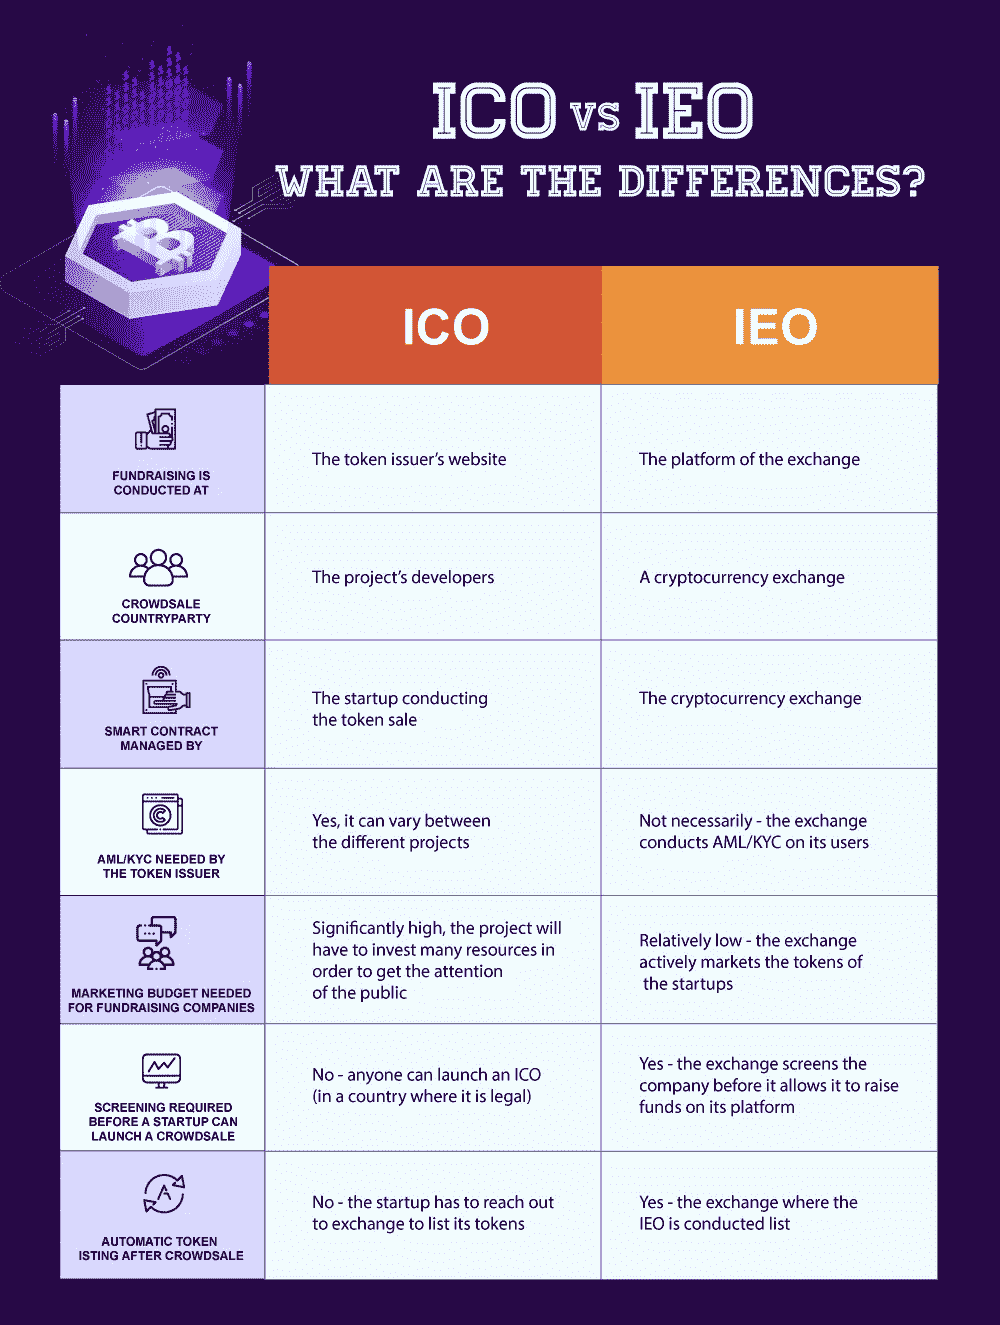 ICO vs IEO
WHAT ARE THE DIFFERENCES?
ICO
IEO
FUNDRAISING IS
CONDUCTED AT
The token issuer's website
The platform of the exchange
CROWDSALE
COUNTRYPARTY
The project's developers
A cryptocurrency exchange
SMART CONTRACT
MANAGED BY
The startup conducting
the token sale
The cryptocurrency exchange
AML/KYC NEEDED BY
THE TOKEN ISSUER
Yes, it can vary between
the different projects
Not necessarily - the exchange
conducts AML/KYC on its users
MARKETING BUDGET NEEDED
FOR FUNDRAISING COMPANIES
Significantly high, the project will
have to invest many resources in
order to get the attention
of the public
Relatively low - the exchange
actively markets the tokens of
the startups
SCREENING REQUIRED
BEFORE A STARTUP CAN
LAUNCH A CROWDSALE
No - anyone can launch an ICO
(in a country where it is legal)
Yes - the exchange screens the
company before it allows it to raise
funds on its platform
AUTOMATIC TOKEN
ISTING AFTER CROWDSALE
No - the startup has to reach out
to exchange to list its tokens
Yes - the exchange where the
IEO is conducted list